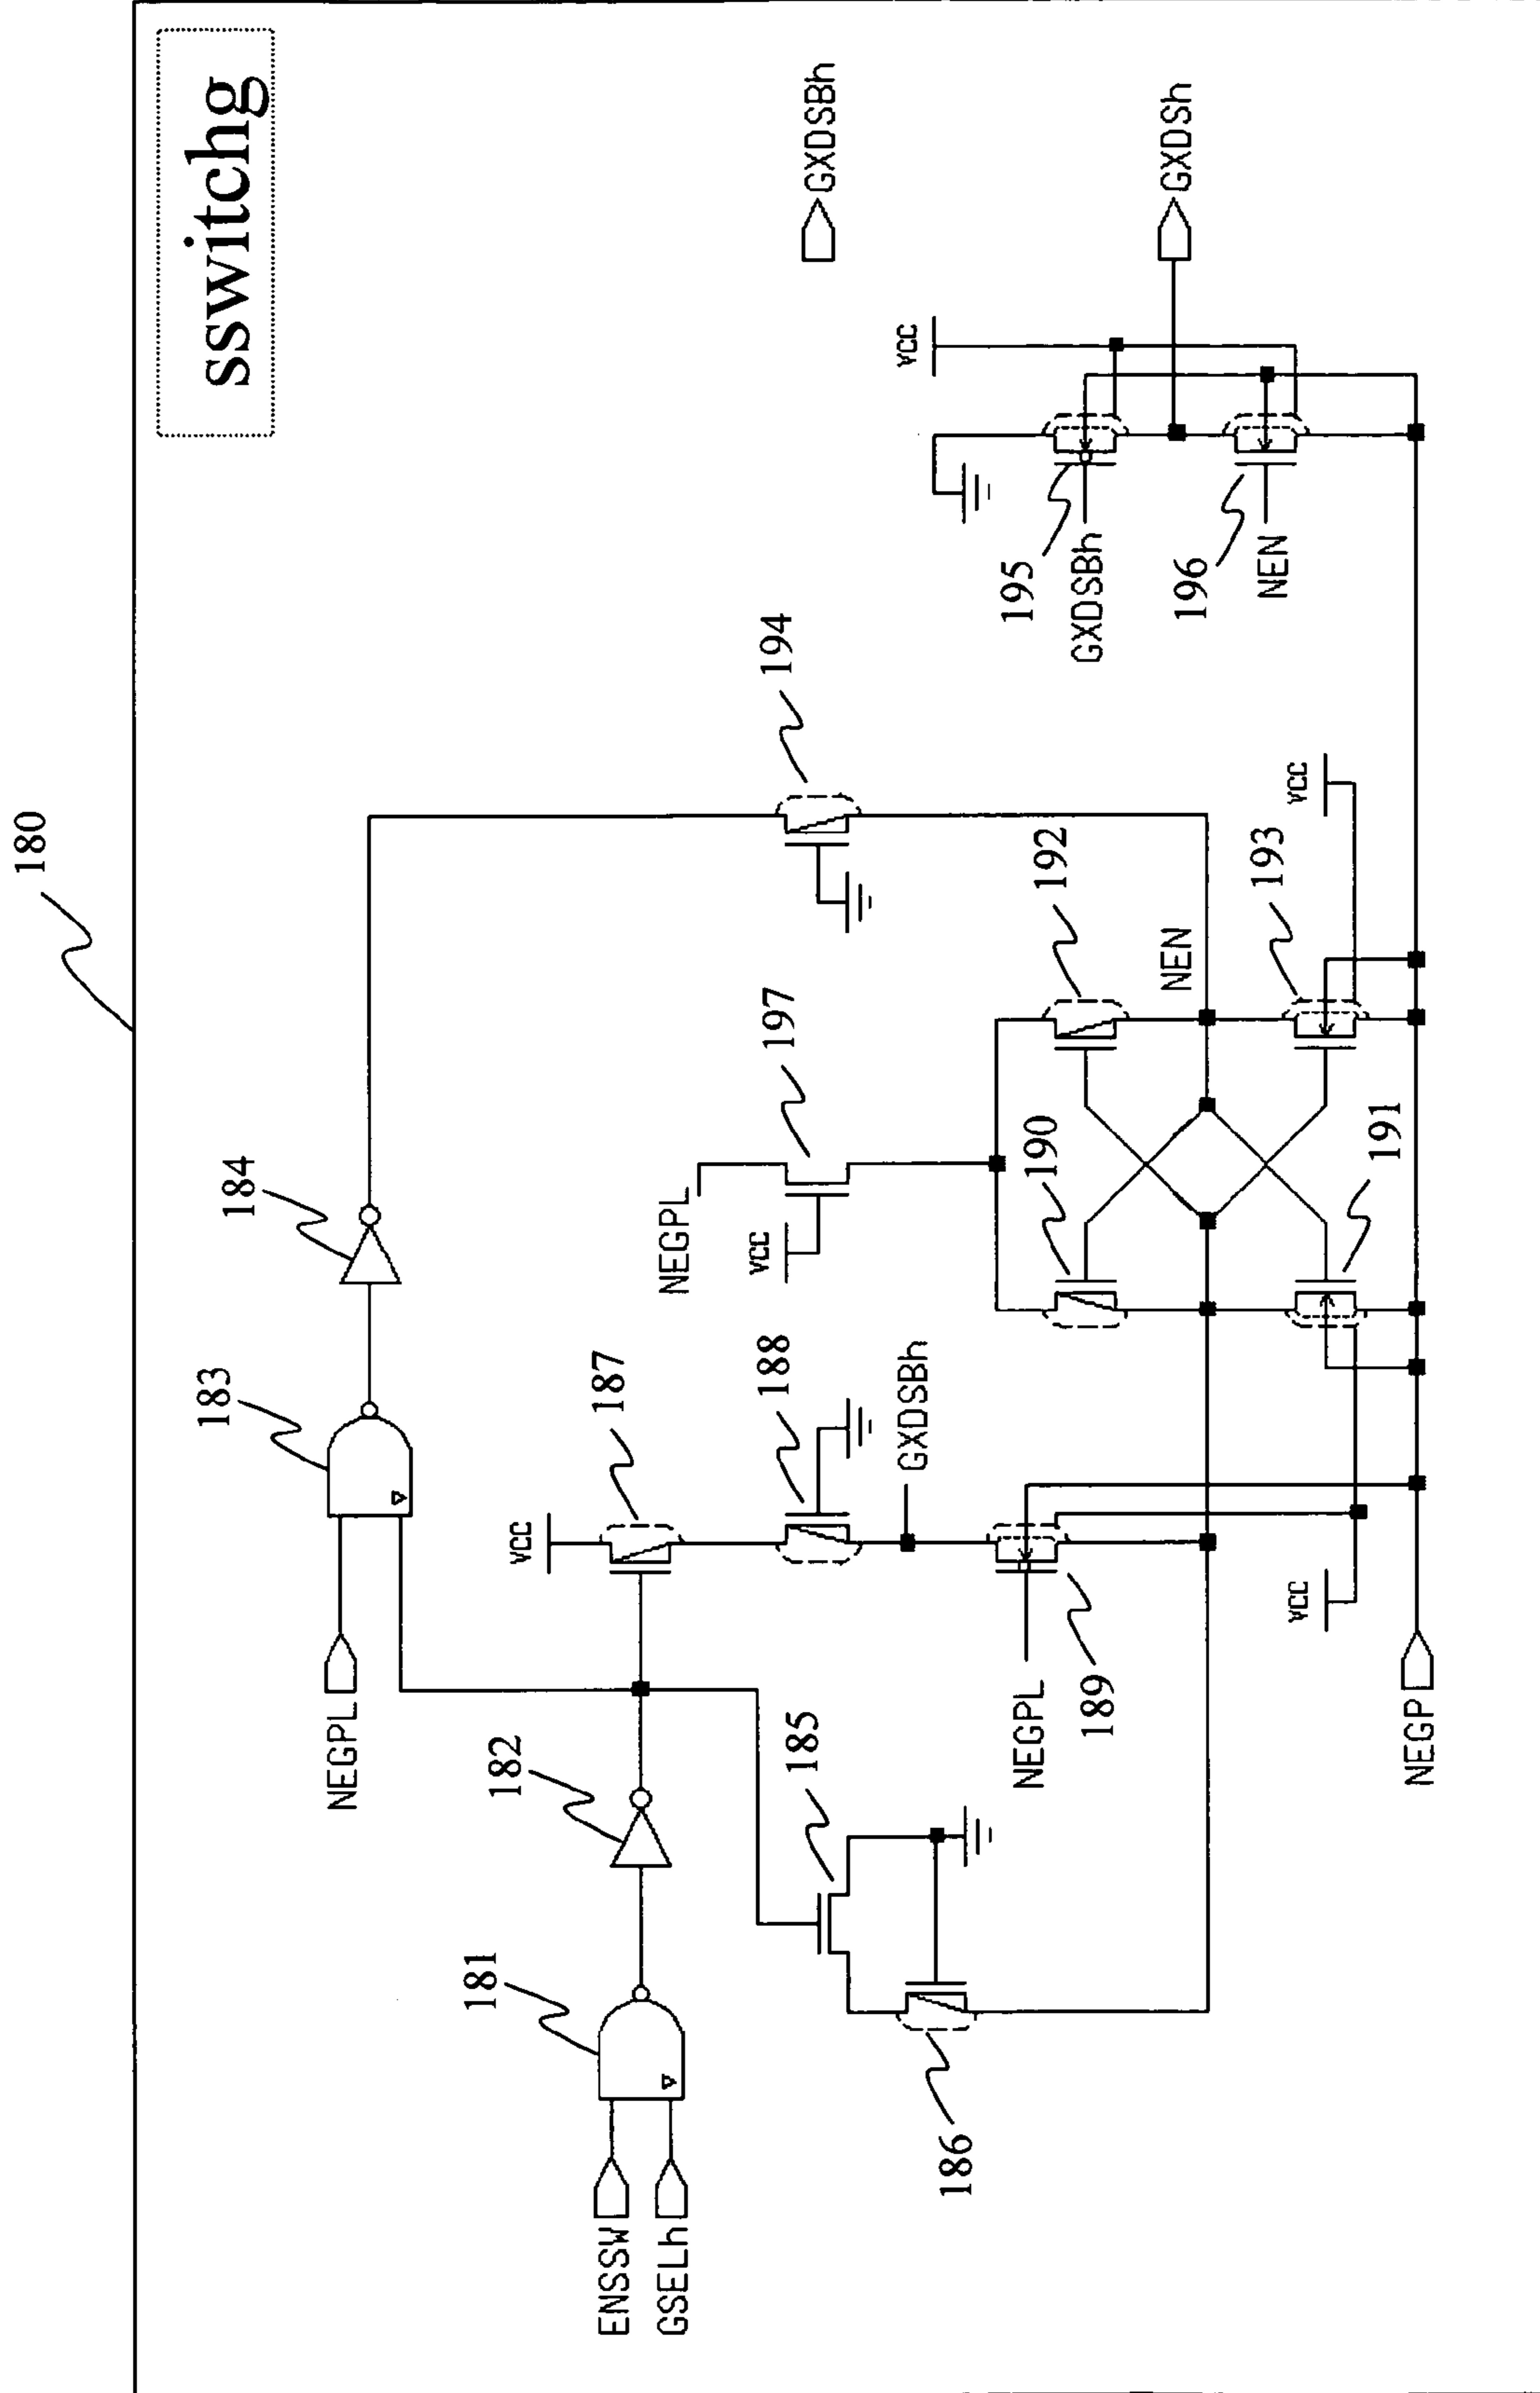 180
sswitchg
184
183
NEGPL
194
GXDSBh
187
VCC
182
181
ENSSW
GSELh
197
NEGPL
VCC
188
GXDSBh
185
186
VCC
195
GXDSBh
GXDSh
196
NEN
192
NEN
190
VCC
193
191
NEGPL
189
VCC
NEGP